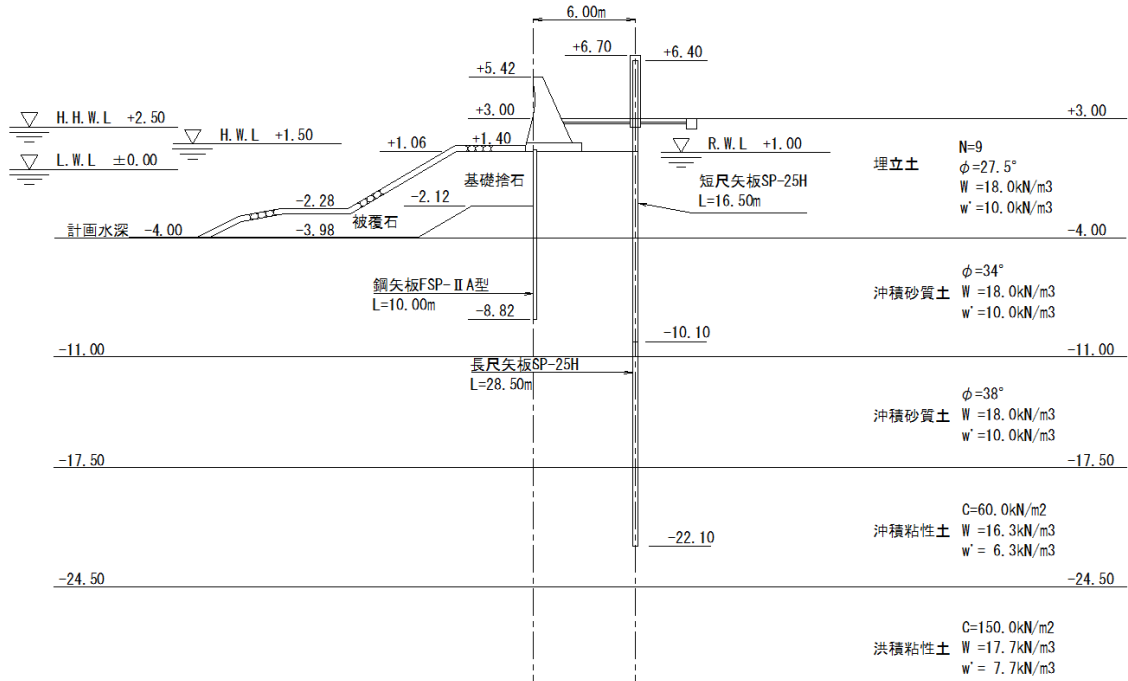 6.00m
+6.70
+6.40
+5.42
H.H.W.L +2.50
+3.00
+3.00
H.W.L +1.50
L.W.L ±0.00
+1.06
+1.40
R.W.L +1.00
埋立土
N=9
φ=27.5°
W =18.0kN/m3
w'=10.0kN/m3
基礎捨石
短尺矢板SP-25H
L=16.50m
-2.28
-2.12
被覆石
計画水深 -4.00
-3.98
-4.00
鋼矢板FSP-ⅡA型
L=10.00m
-8.82
沖積砂質土
φ=34°
W =18.0kN/m3
w'=10.0kN/m3
-10.10
-11.00
-11.00
長尺矢板SP-25H
L=28.50m
沖積砂質土
φ=38°
W =18.0kN/m3
w'=10.0kN/m3
-17.50
-17.50
沖積粘性土
C=60.0kN/m2
W =16.3kN/m3
w'= 6.3kN/m3
-22.10
-24.50
-24.50
洪積粘性土
C=150.0kN/m2
W =17.7kN/m3
w'= 7.7kN/m3